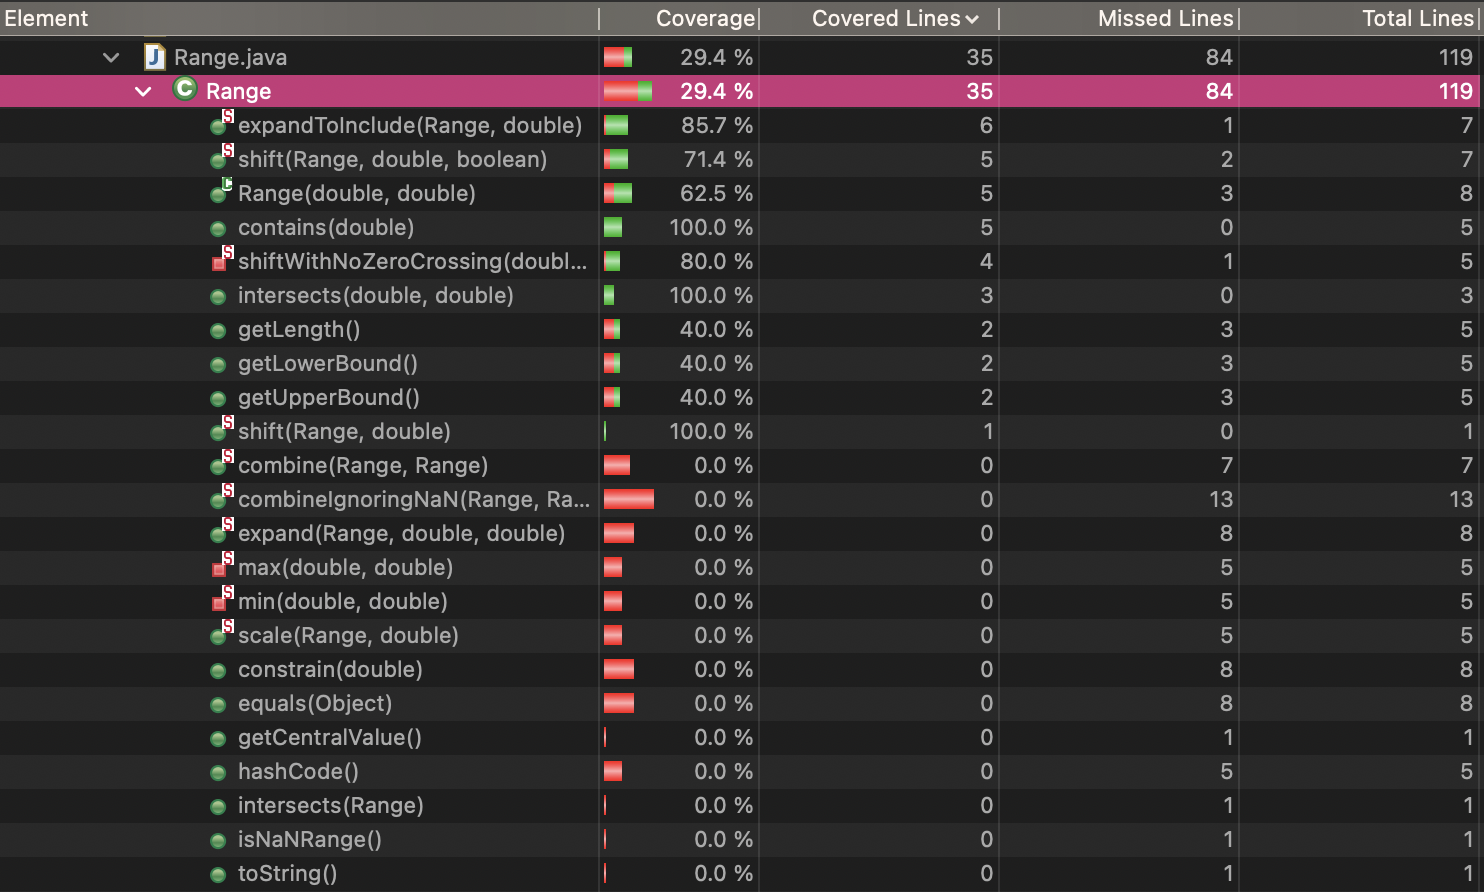 Element Coverage Covered Lines Missed Lines Total Lines
J Range.java 29.4 % 35 84 119
C Range 29.4 % 35 84 119
S expandToInclude(Range, double) 85.7 % 6 1 7
S shift(Range, double, boolean) 71.4 % 5 2 7
C Range(double, double) 62.5 % 5 3 8
contains(double) 100.0 % 5 0 5
S shiftWithNoZeroCrossing(doubl... 80.0 % 4 1 5
intersects(double, double) 100.0 % 3 0 3
getLength() 40.0 % 2 3 5
getLowerBound() 40.0 % 2 3 5
getUpperBound() 40.0 % 2 3 5
S shift(Range, double) 100.0 % 1 0 1
S combine(Range, Range) 0.0 % 0 7 7
S combineIgnoringNaN(Range, Ra... 0.0 % 0 13 13
S expand(Range, double, double) 0.0 % 0 8 8
S max(double, double) 0.0 % 0 5 5
S min(double, double) 0.0 % 0 5 5
S scale(Range, double) 0.0 % 0 5 5
constrain(double) 0.0 % 0 8 8
equals(Object) 0.0 % 0 8 8
getCentralValue() 0.0 % 0 1 1
hashCode() 0.0 % 0 5 5
intersects(Range) 0.0 % 0 1 1
isNaNRange() 0.0 % 0 1 1
toString() 0.0 % 0 1 1